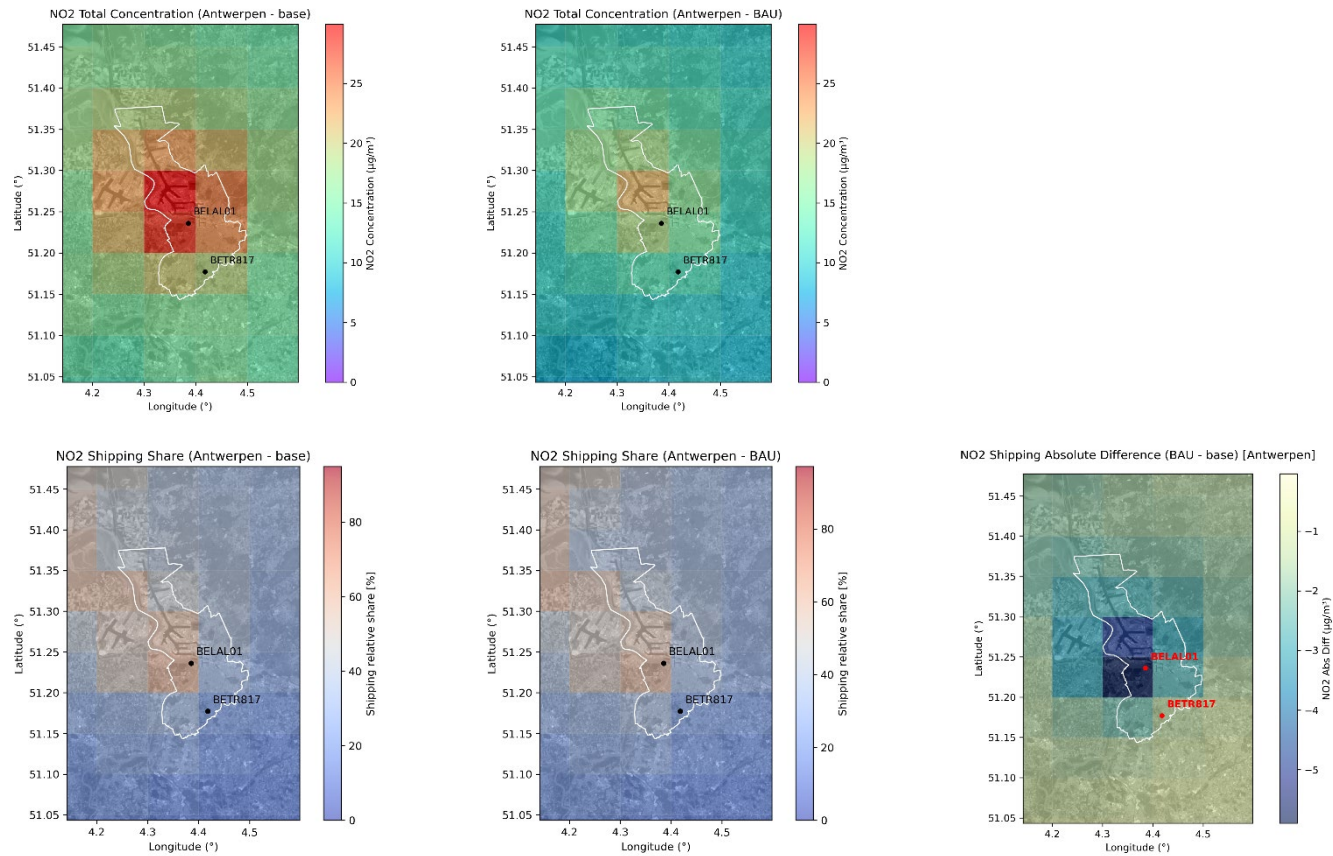 NO2 Total Concentration (Antwerpen - base)
51.45
51.40
51.35
51.30
51.25
51.20
51.15
51.10
51.05
Latitude (°)
4.2 4.3 4.4 4.5
Longitude (°)
BELAL01
BETR817
25
20
15
10
5
0
NO2 Concentration (μg/m³)
NO2 Total Concentration (Antwerpen - BAU)
51.45
51.40
51.35
51.30
51.25
51.20
51.15
51.10
51.05
Latitude (°)
4.2 4.3 4.4 4.5
Longitude (°)
BELAL01
BETR817
25
20
15
10
5
0
NO2 Concentration (μg/m³)
NO2 Shipping Share (Antwerpen - base)
51.45
51.40
51.35
51.30
51.25
51.20
51.15
51.10
51.05
Latitude (°)
4.2 4.3 4.4 4.5
Longitude (°)
BELAL01
BETR817
80
60
40
20
0
Shipping relative share [%]
NO2 Shipping Share (Antwerpen - BAU)
51.45
51.40
51.35
51.30
51.25
51.20
51.15
51.10
51.05
Latitude (°)
4.2 4.3 4.4 4.5
Longitude (°)
BELAL01
BETR817
80
60
40
20
0
Shipping relative share [%]
NO2 Shipping Absolute Difference (BAU - base) [Antwerpen]
51.45
51.40
51.35
51.30
51.25
51.20
51.15
51.10
51.05
Latitude (°)
4.2 4.3 4.4 4.5
Longitude (°)
BELAL01
BETR817
−1
−2
−3
−4
−5
NO2 Abs Diff (μg/m³)